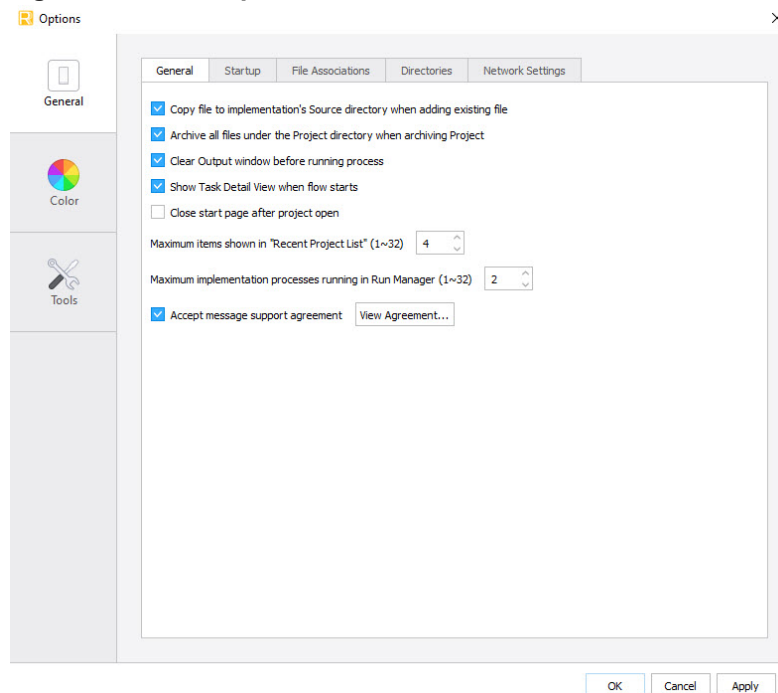 Options
General
Color
Tools
General Startup File Associations Directories Network Settings
Copy file to implementation's Source directory when adding existing file
Archive all files under the Project directory when archiving Project
Clear Output window before running process
Show Task Detail View when flow starts
Close start page after project open
Maximum items shown in "Recent Project List" (1~32) 4
Maximum implementation processes running in Run Manager (1~32) 2
Accept message support agreement View Agreement...
OK Cancel Apply